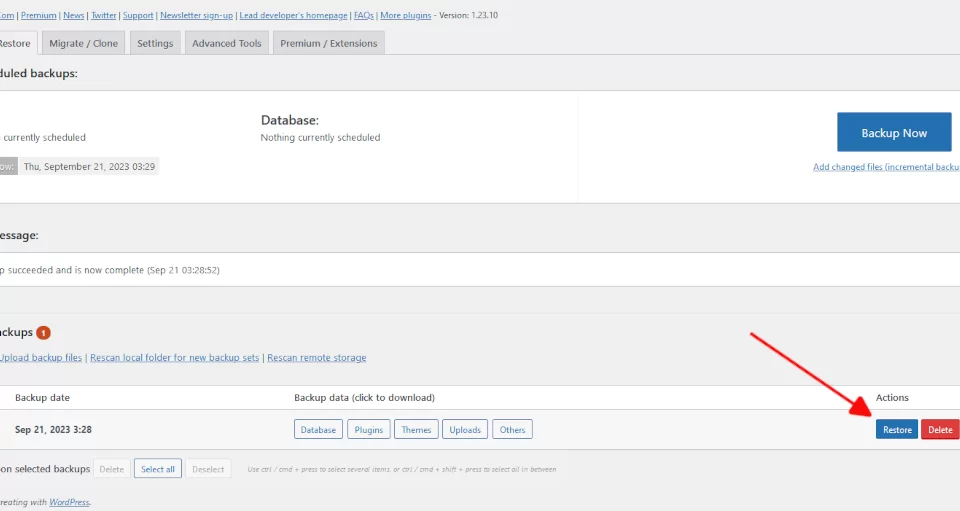 Com | Premium | News | Twitter | Support | Newsletter sign-up | Lead developer's homepage | FAQs | More plugins - Version: 1.23.10
Restore Migrate / Clone Settings Advanced Tools Premium / Extensions
duled backups:
Database:
currently scheduled Nothing currently scheduled
Backup Now
ow: Thu, September 21, 2023 03:29
Add changed files (incremental backu
essage:
p succeeded and is now complete (Sep 21 03:28:52)
ackups 1
Upload backup files | Rescan local folder for new backup sets | Rescan remote storage
Backup date Backup data (click to download) Actions
Sep 21, 2023 3:28 Database Plugins Themes Uploads Others Restore Delete
on selected backups Delete Select all Deselect Use ctrl / cmd + press to select several items, or ctrl / cmd + shift + press to select all in between
reating with WordPress.